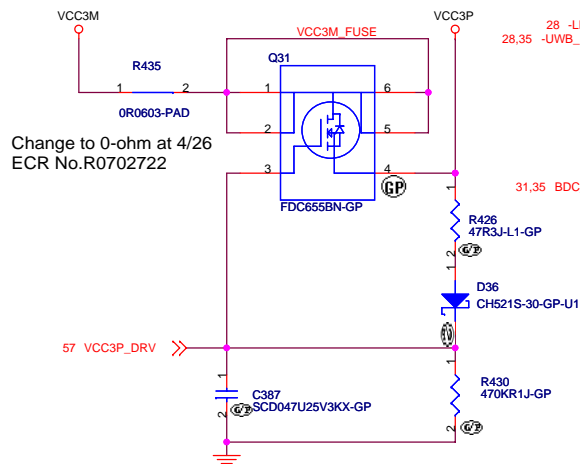 VCC3M
VCC3P
28 -L
28,35 -UWB_
VCC3M_FUSE
R435
Q31
1
2
1
6
0R0603-PAD
2
5
Change to 0-ohm at 4/26
ECR No.R0702722
3
4
GP
FDC655BN-GP
31,35 BDC
1
R426
47R3J-L1-GP
2
G/P
1
D36
CH521S-30-GP-U1
2
57 VCC3P_DRV
1
C387
SCD047U25V3KX-GP
2
G/P
1
R430
470KR1J-GP
2
G/P